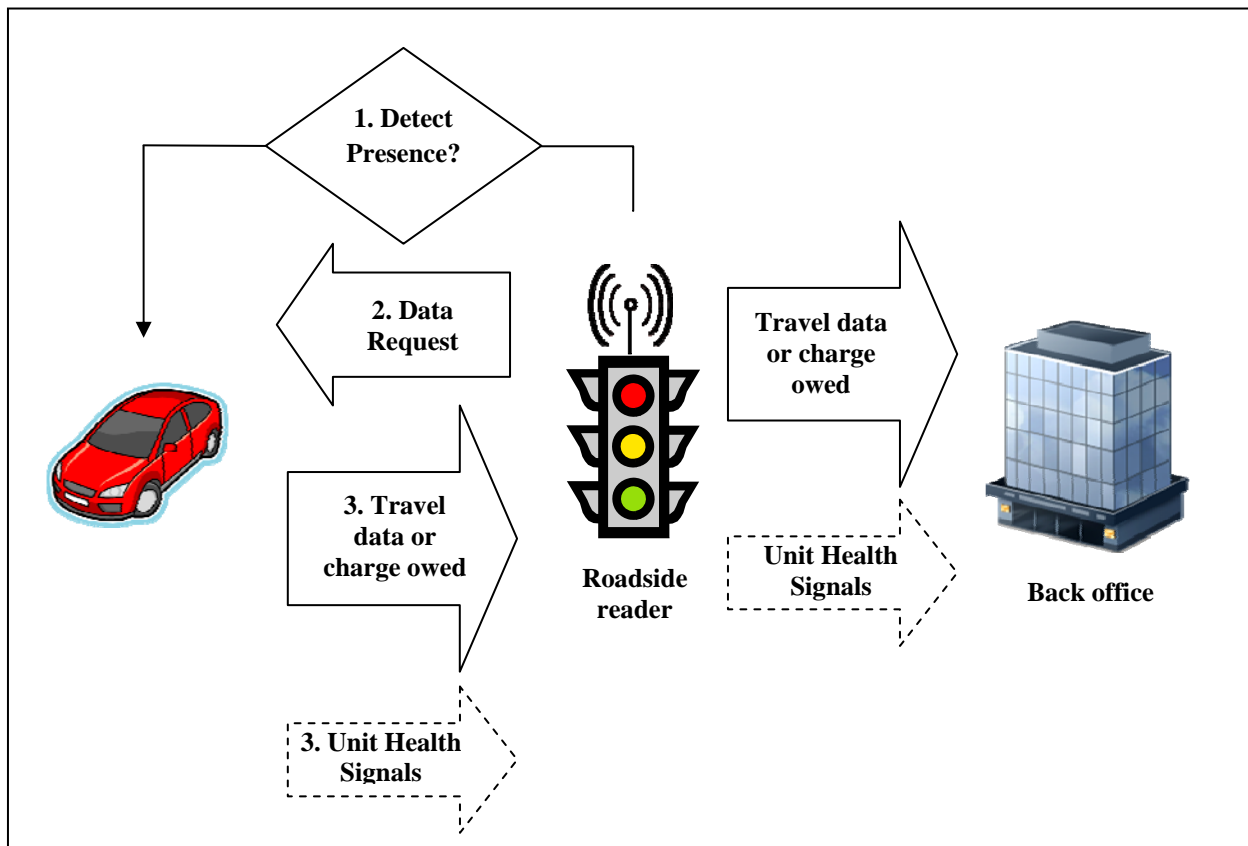 1. Detect
Presence?
2. Data
Request
Travel data
or charge
owed
3. Travel
data or
charge owed
Roadside
reader
Unit Health
Signals
Back office
3. Unit Health
Signals